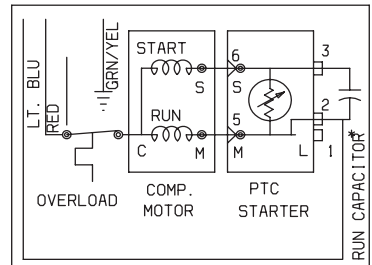 LT. BLU
RED
GRN/YEL
START
S
RUN
C
M
6
S
5
M
3
2
L
1
*
OVERLOAD
COMP.
MOTOR
PTC
STARTER
RUN CAPACITOR